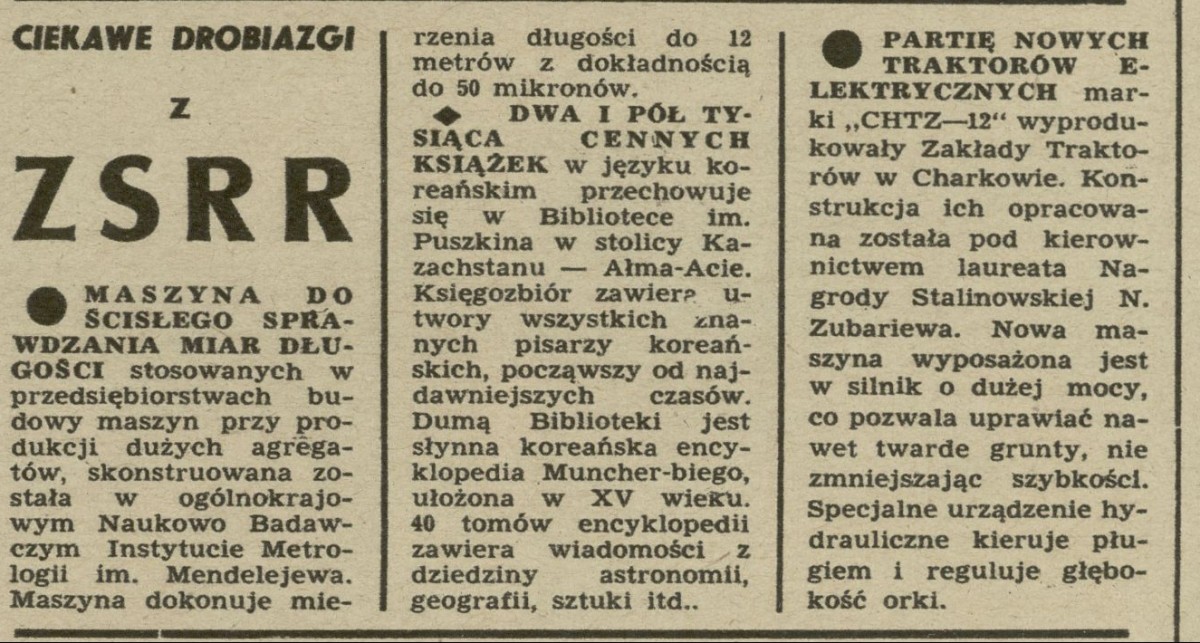 CIEKAWE DROBIAZGI
Z
ZSRR
● MASZYNA DO
ŚCISŁEGO SPRA-
WDZANIA MIAR DŁU-
GOŚCI stosowanych w
przedsiębiorstwach bu-
dowy maszyn przy pro-
dukcji dużych agrega-
tów, skonstruowana zo-
stała w ogólnokrajo-
wym Naukowo Badaw-
czym Instytucie Metro-
logii im. Mendelejewa.
Maszyna dokonuje mie-
rzenia długości do 12
metrów z dokładnością
do 50 mikronów.
◆ DWA I PÓŁ TY-
SIĄCA CENNYCH
KSIĄŻEK w języku ko-
reańskim przechowuje
się w Bibliotece im.
Puszkina w stolicy Ka-
zachstanu — Ałma-Acie.
Księgozbiór zawiera u-
twory wszystkich zna-
nych pisarzy koreań-
skich, począwszy od naj-
dawniejszych czasów.
Dumą Biblioteki jest
słynna koreańska ency-
klopedia Muncher-biego,
ułożona w XV wieku.
40 tomów encyklopedii
zawiera wiadomości z
dziedziny astronomii,
geografii, sztuki itd..
● PARTIĘ NOWYCH
TRAKTORÓW E-
LEKTRYCZNYCH mar-
ki „CHTZ—12“ wyprodu-
kowały Zakłady Trakto-
rów w Charkowie. Kon-
strukcja ich opracowa-
na została pod kierow-
nictwem laureata Na-
grody Stalinowskiej N.
Zubariewa. Nowa ma-
szyna wyposażona jest
w silnik o dużej mocy,
co pozwala uprawiać na-
wet twarde grunty, nie
zmniejszając szybkości.
Specjalne urządzenie hy-
drauliczne kieruje płu-
giem i reguluje głębo-
kość orki.